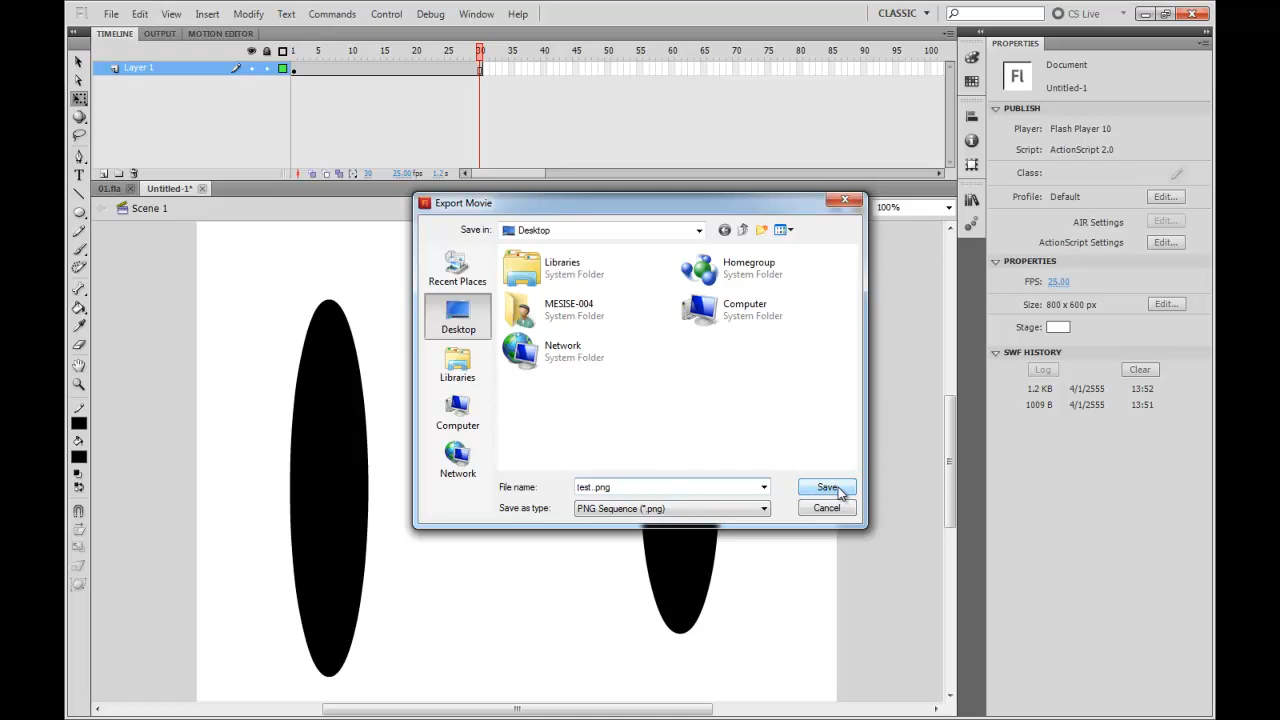 Fl File Edit View Insert Modify Text Commands Control Debug Window Help CLASSIC CS Live
TIMELINE OUTPUT MOTION EDITOR
1 5 10 15 20 25 30 35 40 45 50 55 60 65 70 75 80 85 90 95 100
Layer 1
30 25.00 fps 1.2 s
01.fla Untitled-1*
Scene 1 100%
PROPERTIES
Fl Document
Untitled-1
PUBLISH
Player: Flash Player 10
Script: ActionScript 2.0
Class:
Profile: Default Edit...
AIR Settings Edit...
ActionScript Settings Edit...
PROPERTIES
FPS: 25.00
Size: 800 x 600 px Edit...
Stage:
SWF HISTORY
Log Clear
1.2 KB 4/1/2555 13:52
1009 B 4/1/2555 13:51
Fl Export Movie
Save in: Desktop
Recent Places
Desktop
Libraries
Computer
Network
Libraries
System Folder
Homegroup
System Folder
MESISE-004
System Folder
Computer
System Folder
Network
System Folder
File name: test..png Save
Save as type: PNG Sequence (*.png) Cancel